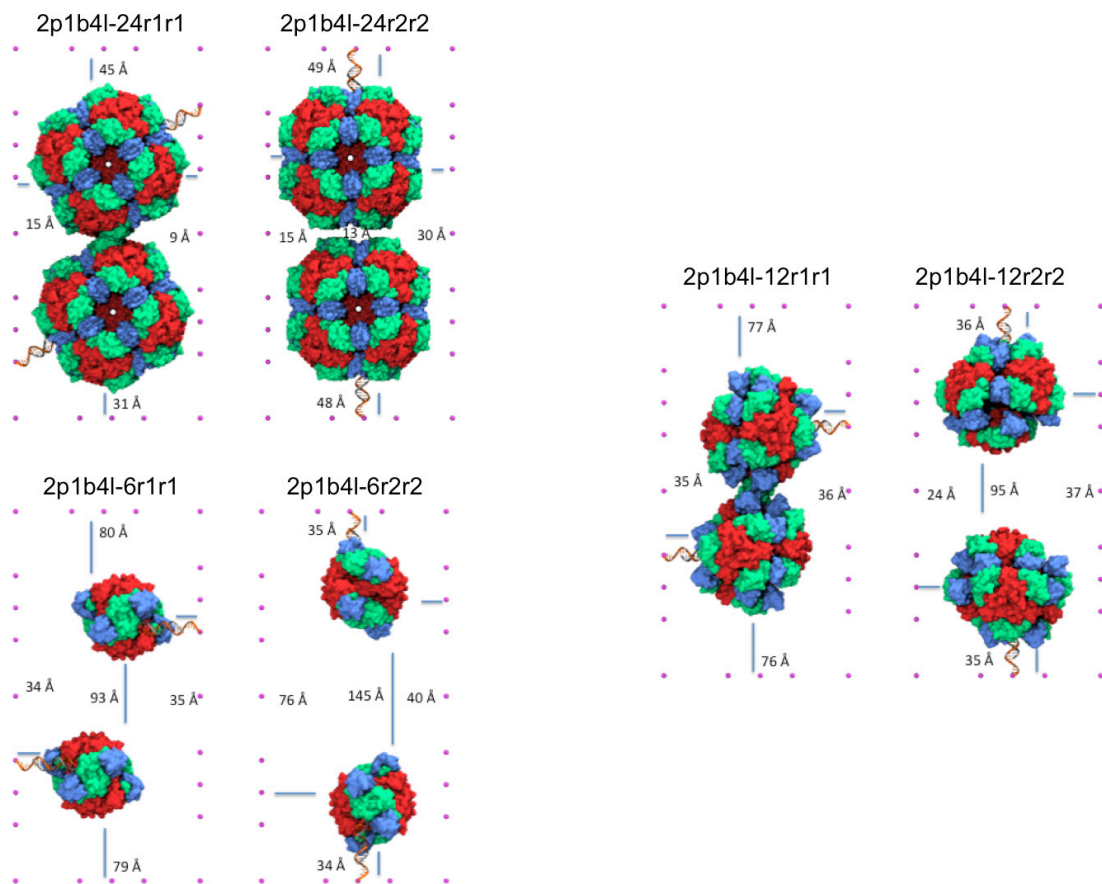 2p1b4l-24r1r1
45 Å
15 Å
9 Å
31 Å
2p1b4l-24r2r2
49 Å
15 Å
13 Å
30 Å
48 Å
2p1b4l-6r1r1
80 Å
34 Å
93 Å
35 Å
79 Å
2p1b4l-6r2r2
35 Å
76 Å
145 Å
40 Å
34 Å
2p1b4l-12r1r1
77 Å
35 Å
36 Å
76 Å
2p1b4l-12r2r2
36 Å
24 Å
95 Å
37 Å
35 Å